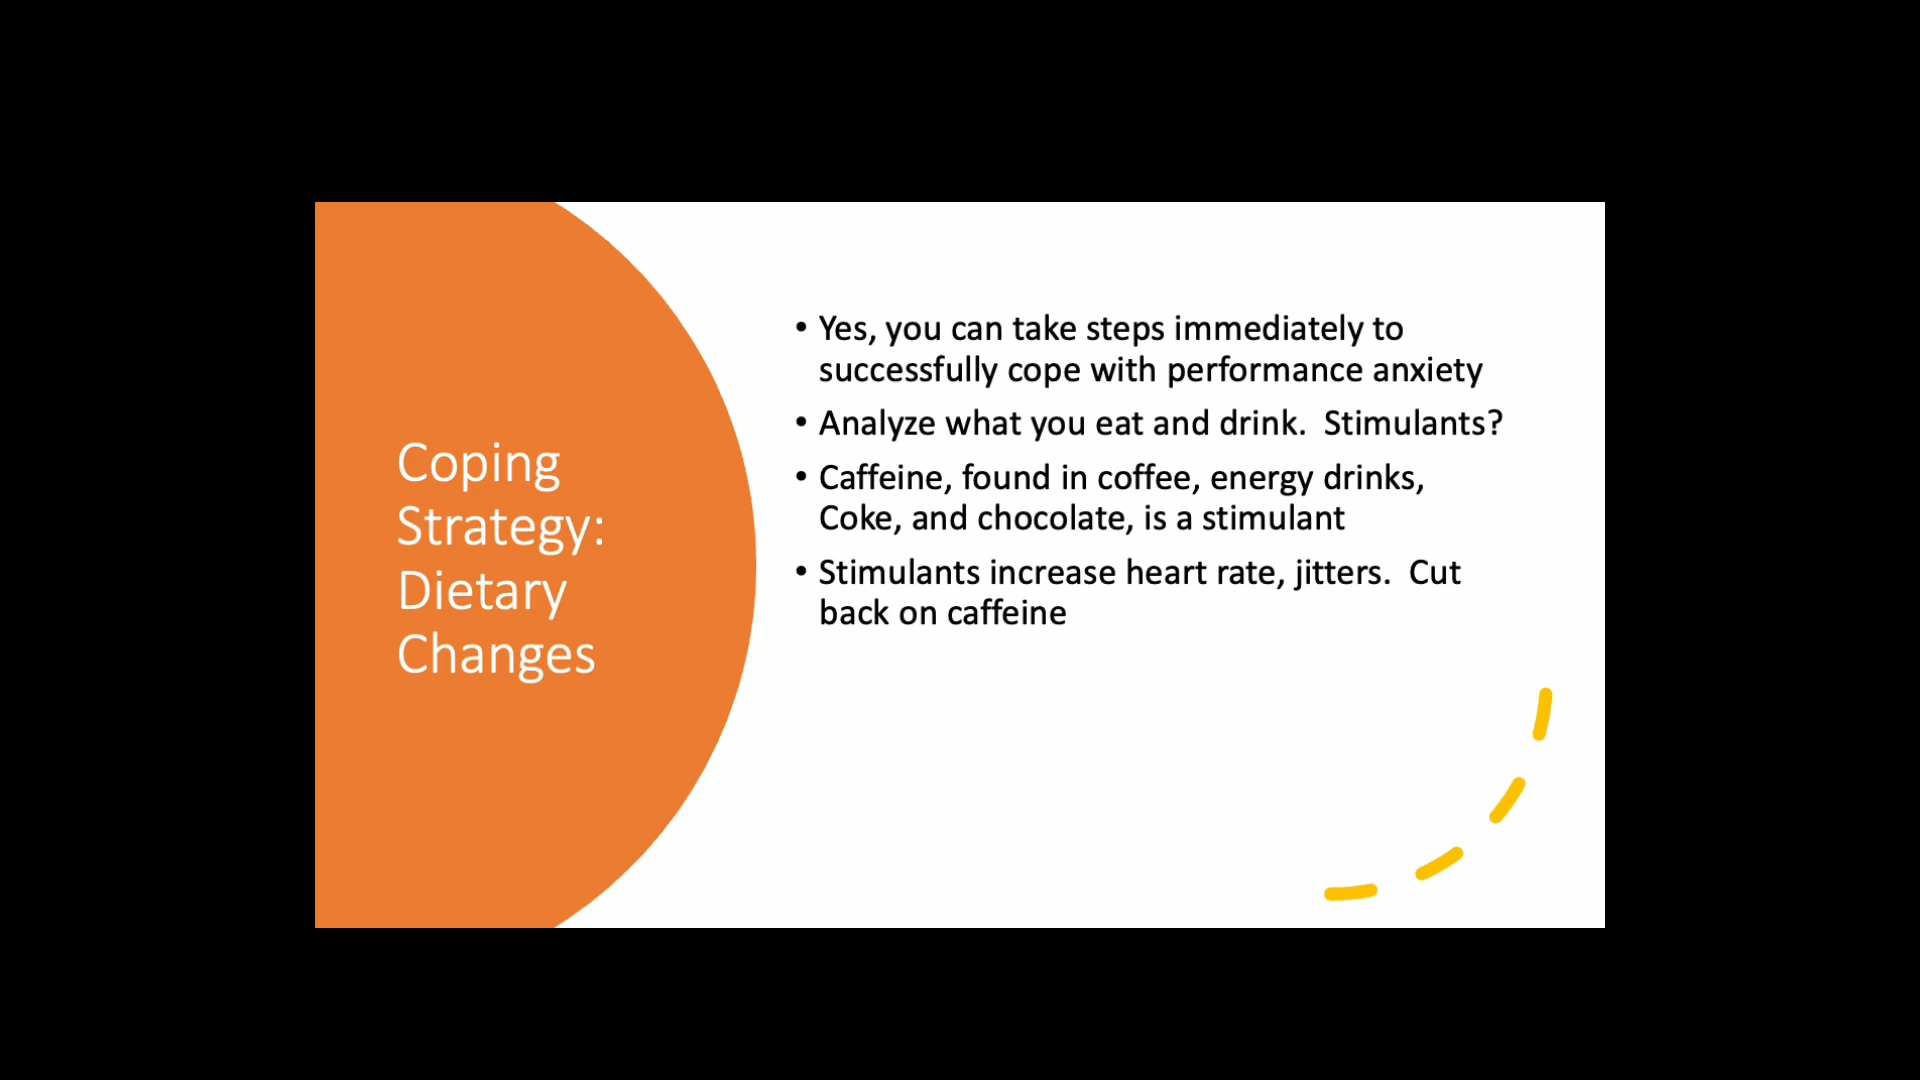 Coping
Strategy:
Dietary
Changes
• Yes, you can take steps immediately to
successfully cope with performance anxiety
• Analyze what you eat and drink.  Stimulants?
• Caffeine, found in coffee, energy drinks,
Coke, and chocolate, is a stimulant
• Stimulants increase heart rate, jitters.  Cut
back on caffeine